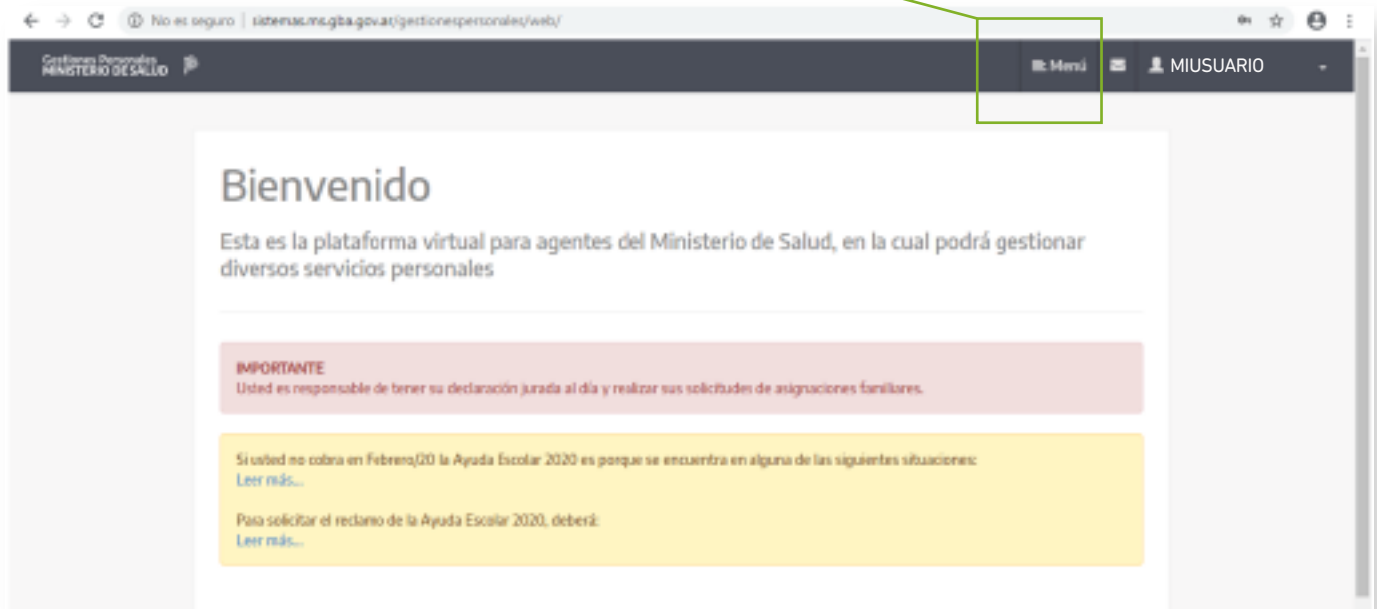 No es seguro | sistemas.ms.gba.gov.ar/gestionespersonales/web/
Gestiones Personales
MINISTERIO DE SALUD
Menú
MIUSUARIO
Bienvenido
Esta es la plataforma virtual para agentes del Ministerio de Salud, en la cual podrá gestionar
diversos servicios personales
IMPORTANTE
Usted es responsable de tener su declaración jurada al día y realizar sus solicitudes de asignaciones familiares.
Si usted no cobra en Febrero/20 la Ayuda Escolar 2020 es porque se encuentra en alguna de las siguientes situaciones:
Leer más...
Para solicitar el reclamo de la Ayuda Escolar 2020, deberá:
Leer más...